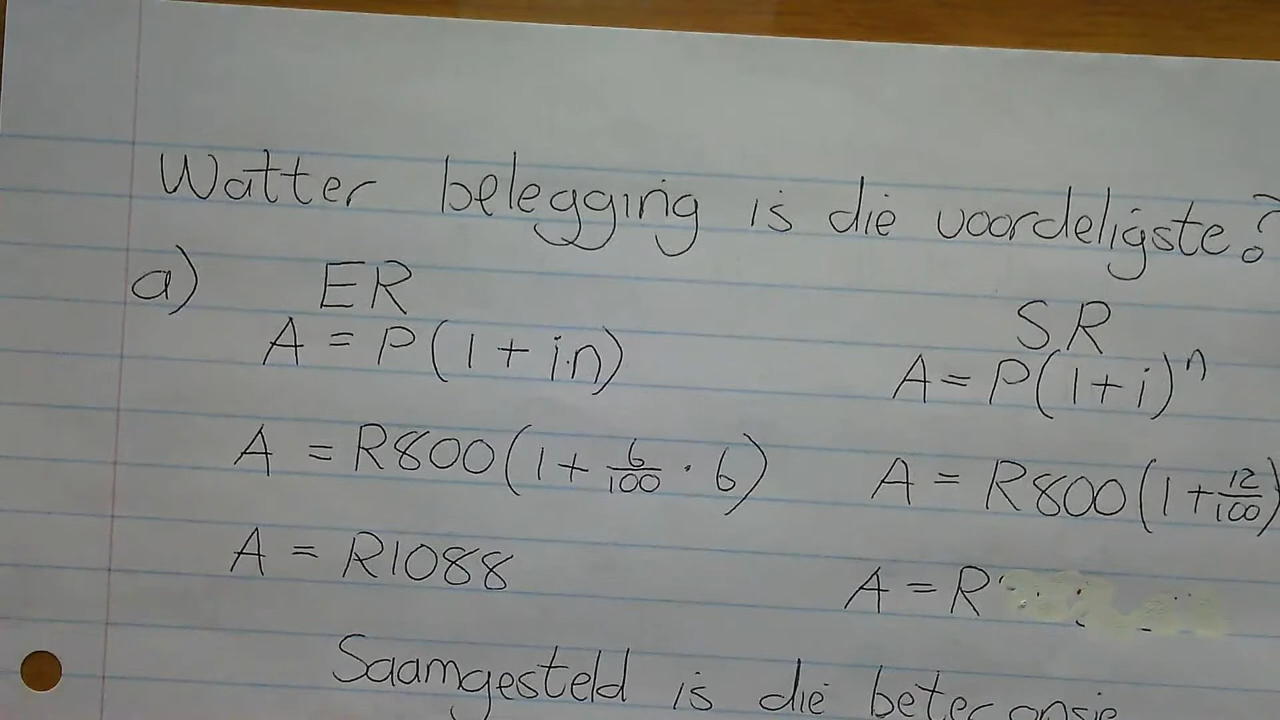 Watter belegging is die voordeligste?
a) ER SR
A = P(1 + i.n) A = P(1 + i)^n
A = R800(1 + 6/100 · 6) A = R800(1 + 12/100)
A = R1088 A = R
Saamgesteld is die beter opsie